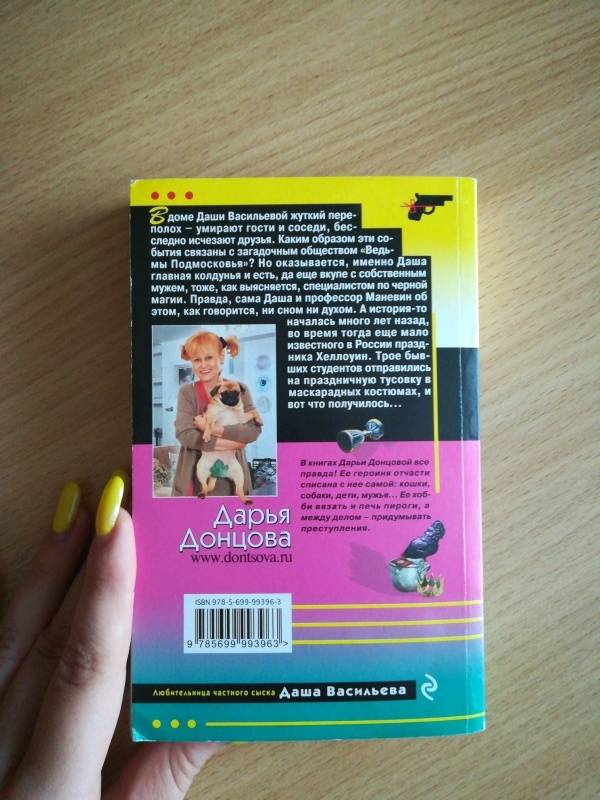 В доме Даши Васильевой жуткий пере-
полох – умирают гости и соседи, бес-
следно исчезают друзья. Каким образом эти со-
бытия связаны с загадочным обществом «Ведь-
мы Подмосковья»? Но оказывается, именно Даша
главная колдунья и есть, да еще вкупе с собственным
мужем, тоже, как выясняется, специалистом по черной
магии. Правда, сама Даша и профессор Маневин об
этом, как говорится, ни сном ни духом. А история-то
началась много лет назад,
во время тогда еще мало
известного в России празд-
ника Хеллоуин. Трое быв-
ших студентов отправились
на праздничную тусовку в
маскарадных костюмах, и
вот что получилось...
В книгах Дарьи Донцовой все
правда! Ее героиня отчасти
списана с нее самой: кошки,
собаки, дети, мужья... Ее хоб-
би вязать и печь пироги, а
между делом – придумывать
преступления.
Дарья
Донцова
www.dontsova.ru
ISBN 978-5-699-99396-3
9 785699 993963>
Любительница частного сыска Даша Васильева